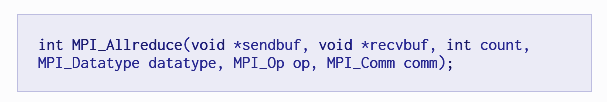 int MPI_Allreduce(void *sendbuf, void *recvbuf, int count,
MPI_Datatype datatype, MPI_Op op, MPI_Comm comm);